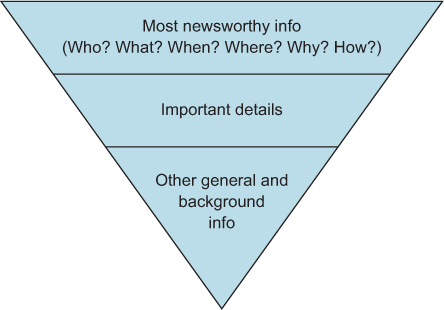 Most newsworthy info
(Who? What? When? Where? Why? How?)
Important details
Other general and
background
info